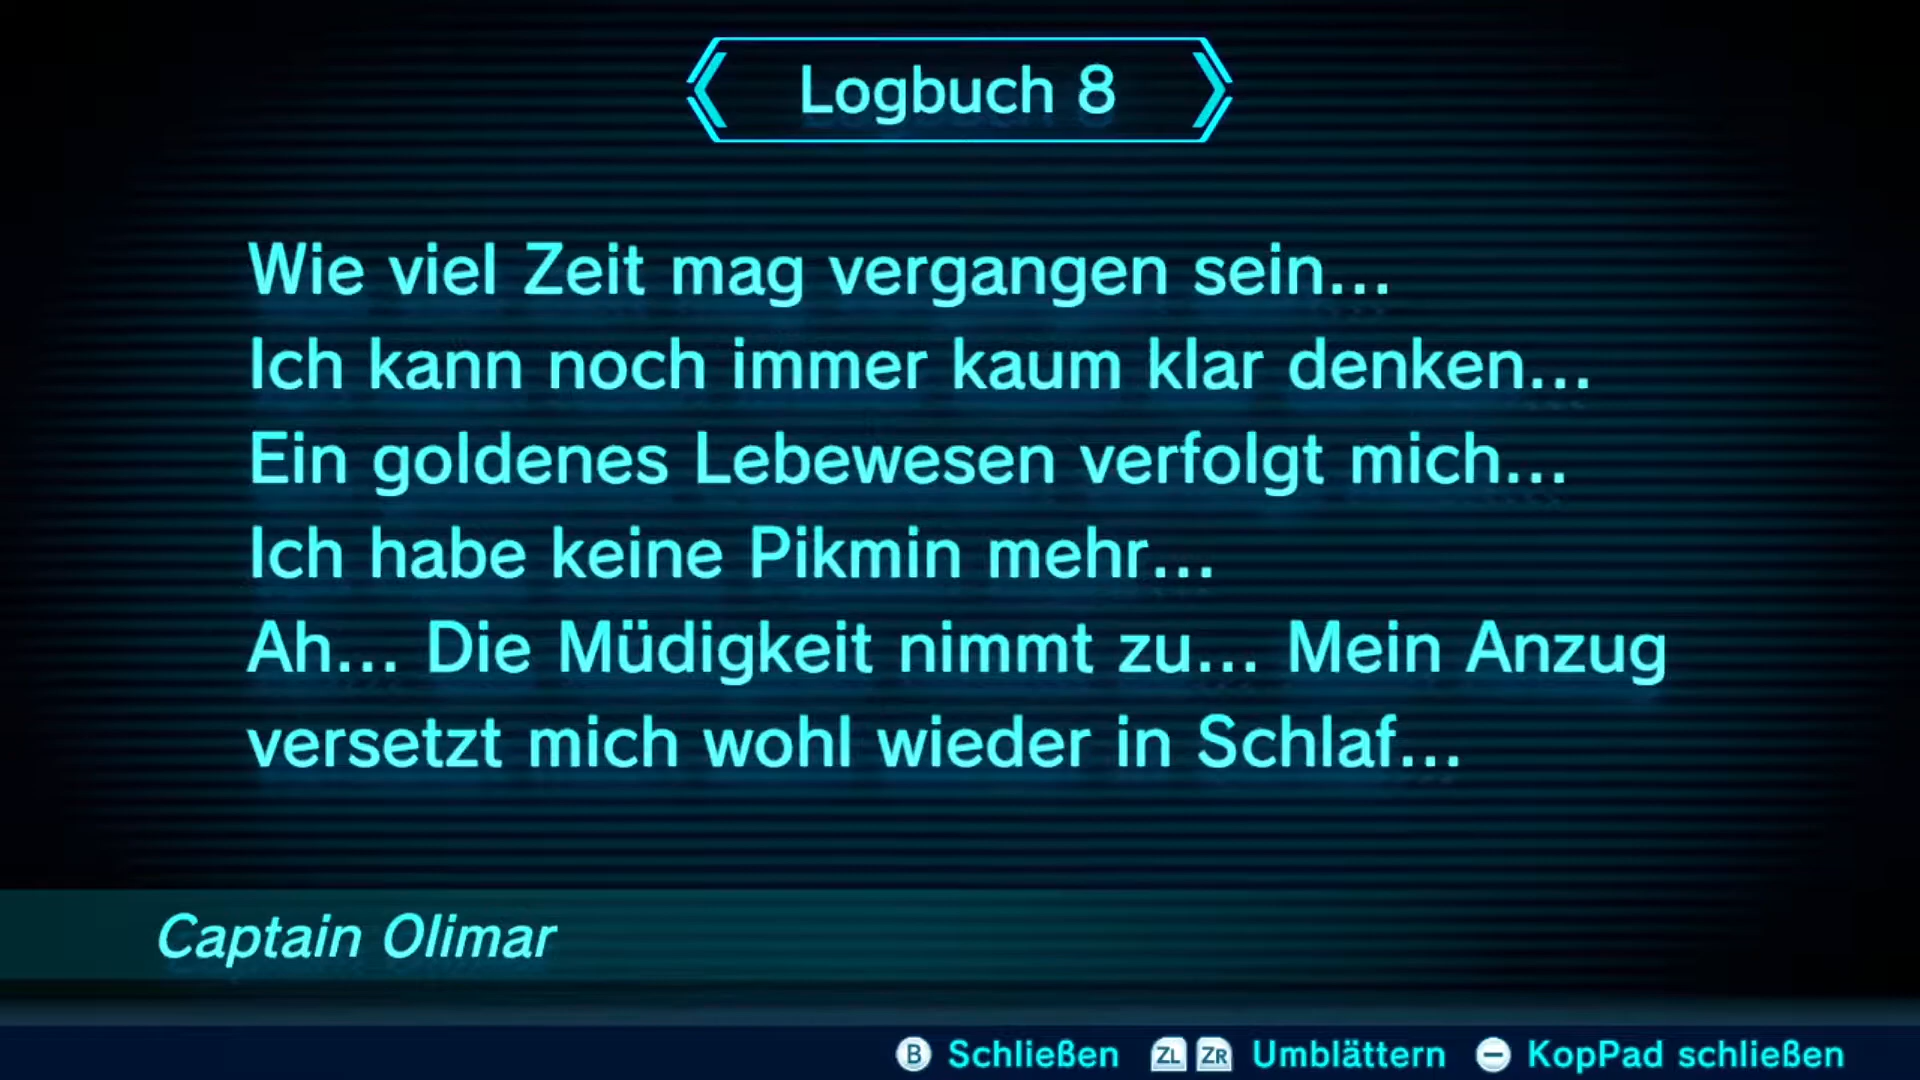 Logbuch 8
Wie viel Zeit mag vergangen sein...
Ich kann noch immer kaum klar denken...
Ein goldenes Lebewesen verfolgt mich...
Ich habe keine Pikmin mehr...
Ah... Die Müdigkeit nimmt zu... Mein Anzug
versetzt mich wohl wieder in Schlaf...
Captain Olimar
B Schließen ZL ZR Umblättern − KopPad schließen